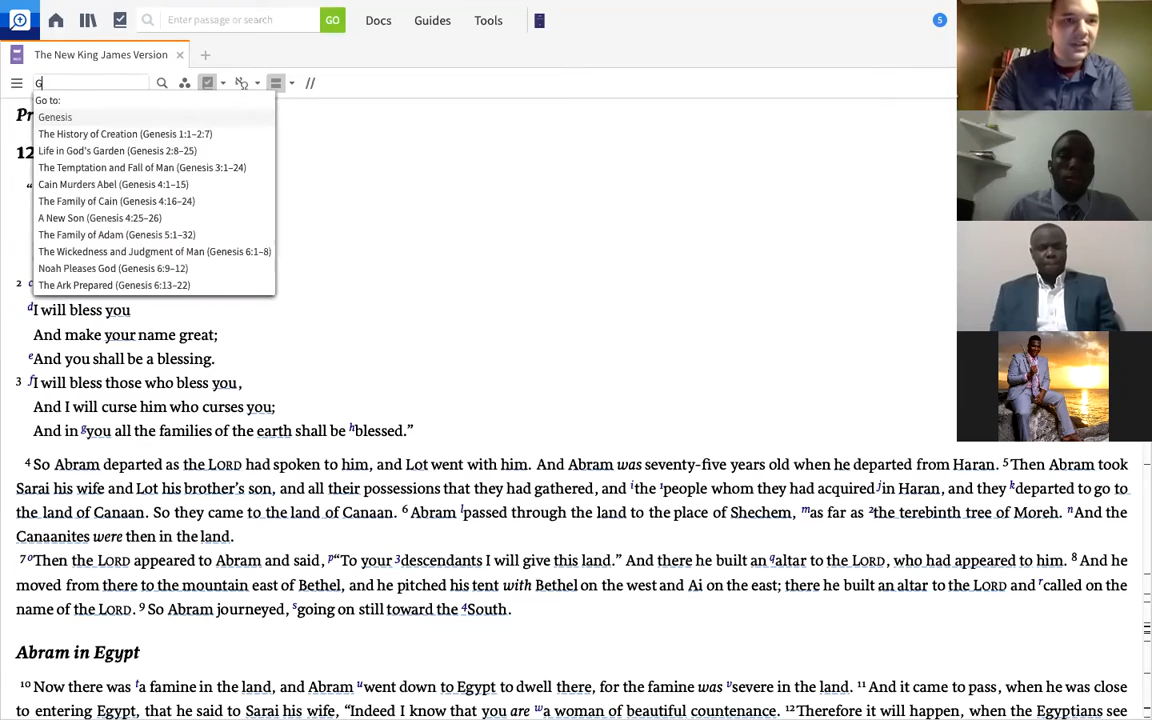 Enter passage or search
GO
Docs
Guides
Tools
5
The New King James Version
G
Go to:
Genesis
The History of Creation (Genesis 1:1–2:7)
Life in God's Garden (Genesis 2:8–25)
The Temptation and Fall of Man (Genesis 3:1–24)
Cain Murders Abel (Genesis 4:1–15)
The Family of Cain (Genesis 4:16–24)
A New Son (Genesis 4:25–26)
The Family of Adam (Genesis 5:1–32)
The Wickedness and Judgment of Man (Genesis 6:1–8)
Noah Pleases God (Genesis 6:9–12)
The Ark Prepared (Genesis 6:13–22)
12
2
d I will bless you
And make your name great;
e And you shall be a blessing.
3 f I will bless those who bless you,
And I will curse him who curses you;
And in g you all the families of the earth shall be h blessed.”
4 So Abram departed as the LORD had spoken to him, and Lot went with him. And Abram was seventy-five years old when he departed from Haran. 5 Then Abram took
Sarai his wife and Lot his brother’s son, and all their possessions that they had gathered, and i the 1 people whom they had acquired j in Haran, and they k departed to go to
the land of Canaan. So they came to the land of Canaan. 6 Abram l passed through the land to the place of Shechem, m as far as 2 the terebinth tree of Moreh. n And the
Canaanites were then in the land.
7 o Then the LORD appeared to Abram and said, p “To your 3 descendants I will give this land.” And there he built an q altar to the LORD, who had appeared to him. 8 And he
moved from there to the mountain east of Bethel, and he pitched his tent with Bethel on the west and Ai on the east; there he built an altar to the LORD and r called on the
name of the LORD. 9 So Abram journeyed, s going on still toward the 4 South.
Abram in Egypt
10 Now there was t a famine in the land, and Abram u went down to Egypt to dwell there, for the famine was v severe in the land. 11 And it came to pass, when he was close
to entering Egypt, that he said to Sarai his wife, “Indeed I know that you are w a woman of beautiful countenance. 12 Therefore it will happen, when the Egyptians see